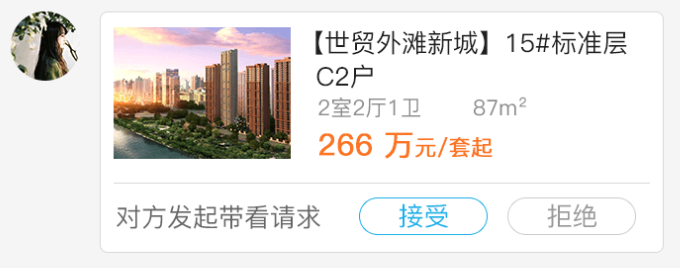 【世贸外滩新城】15#标准层
C2户
2室2厅1卫 87m²
266 万元/套起
对方发起带看请求 接受 拒绝